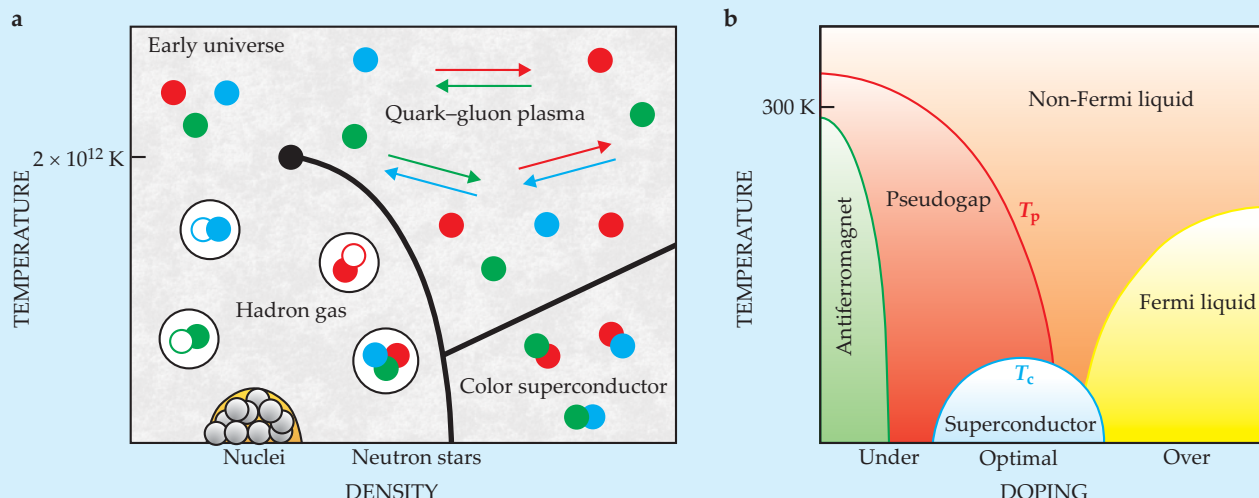 a
Early universe
Quark–gluon plasma
2 × 10¹² K
TEMPERATURE
Hadron gas
Color superconductor
Nuclei
Neutron stars
DENSITY
b
Non-Fermi liquid
300 K
Pseudogap
Tp
TEMPERATURE
Antiferromagnet
Fermi liquid
Tc
Superconductor
Under
Optimal
Over
DOPING